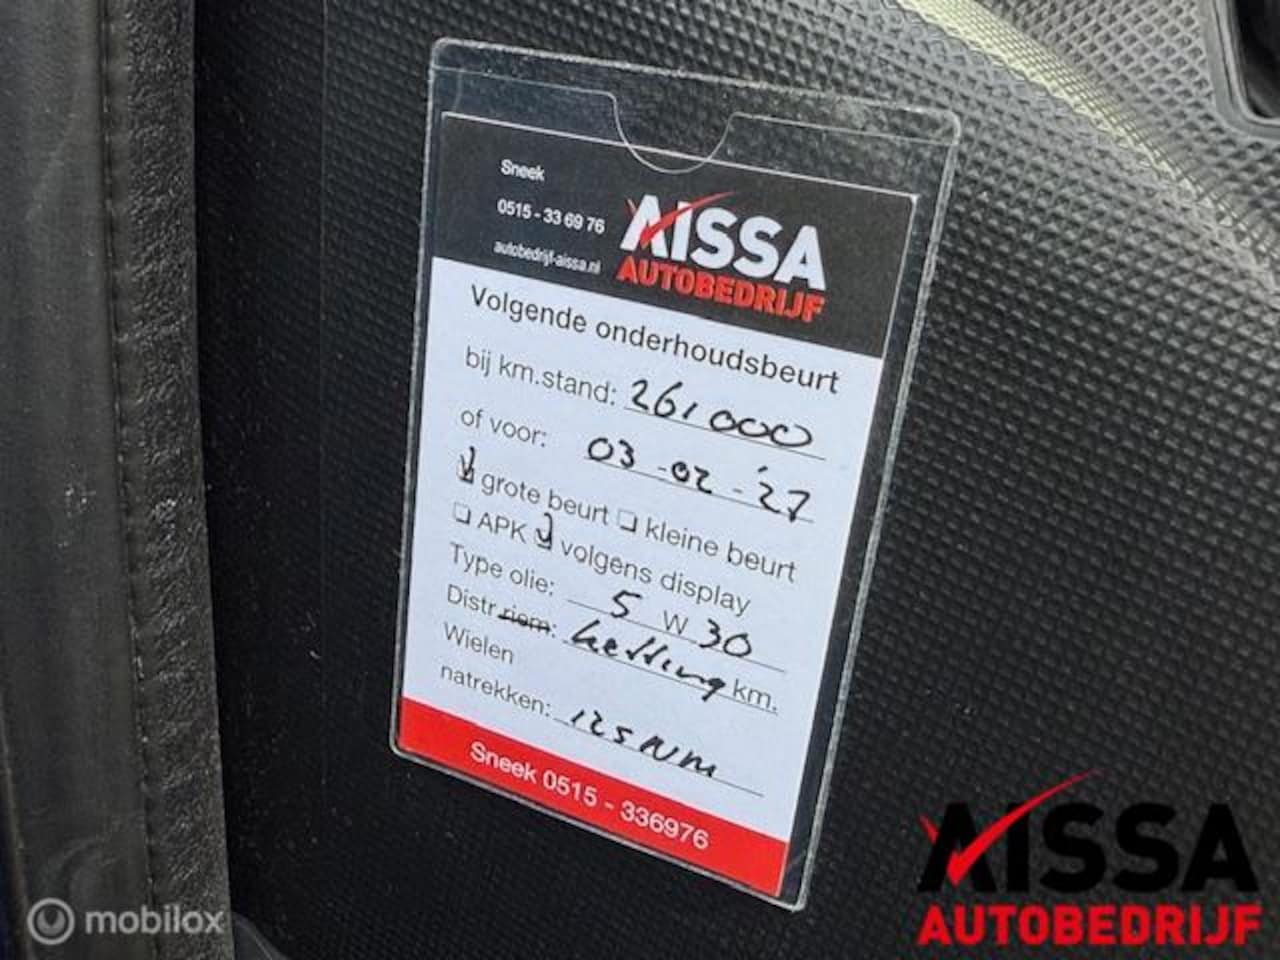 Sneek
0515 - 33 69 76
autobedrijf-aissa.nl
AISSA
AUTOBEDRIJF
Volgende onderhoudsbeurt
bij km.stand: 261000
of voor: 03-02-'27
grote beurt kleine beurt
APK volgens display
Type olie: 5 W 30
Distr.riem: ketting km.
Wielen
natrekken: 125 NM
Sneek 0515 - 336976
mobilox
AISSA
AUTOBEDRIJF